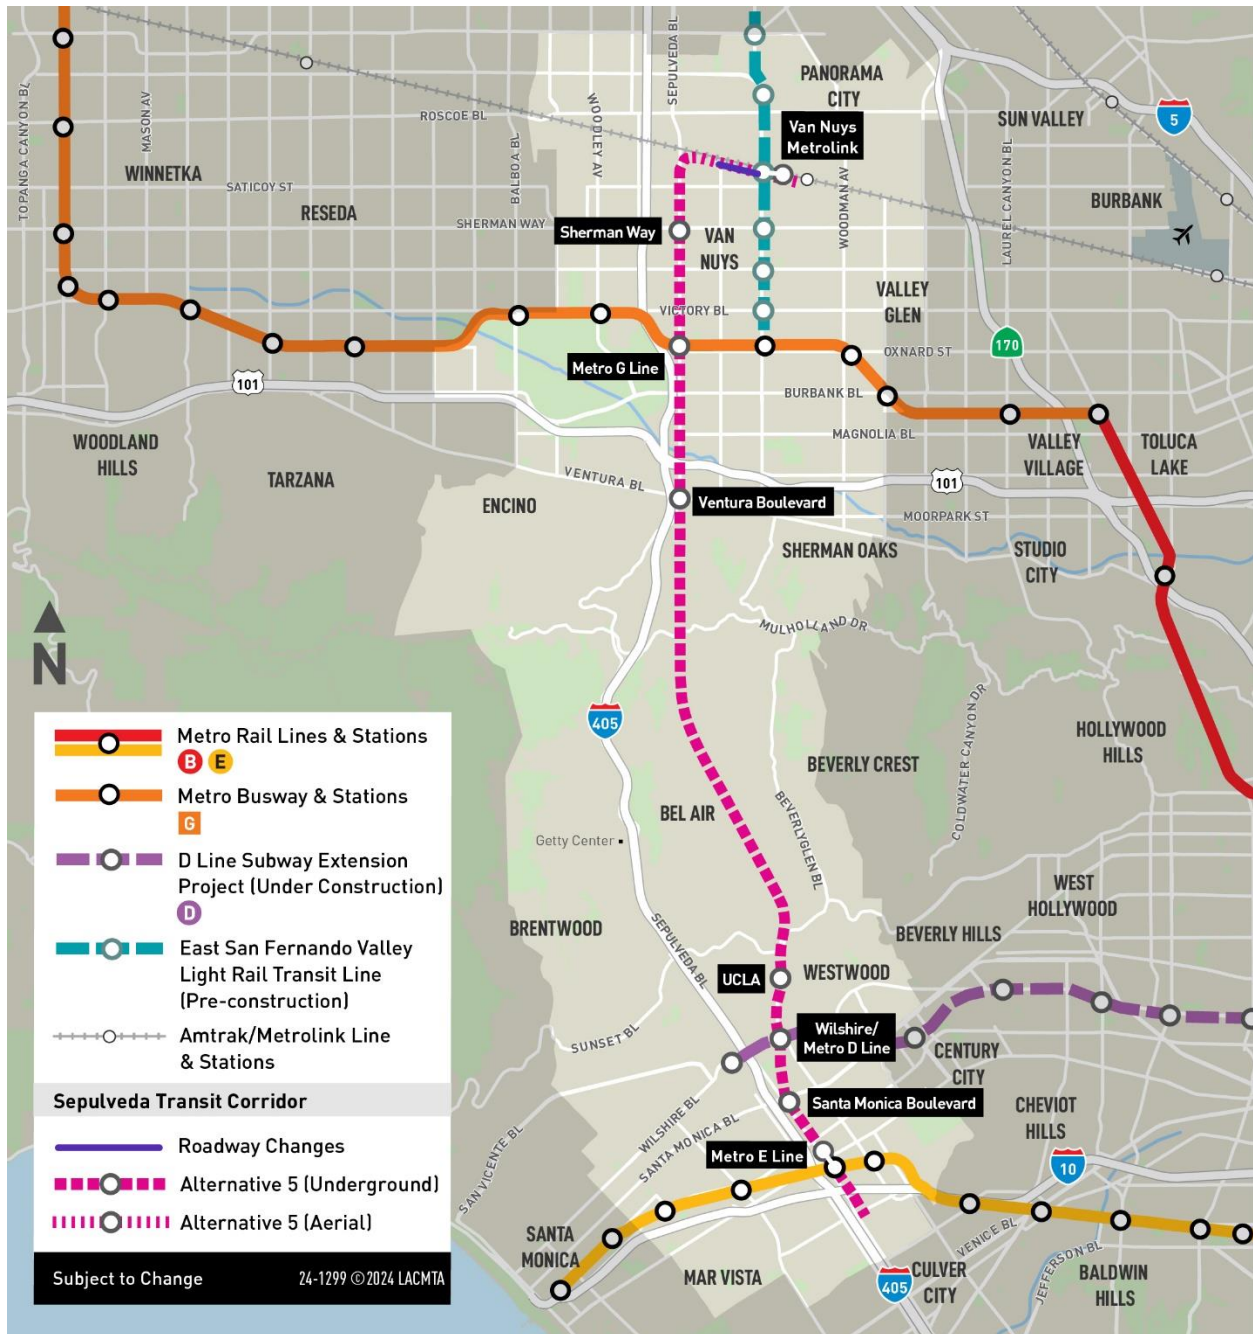 TOPANGA CANYON BL
MASON AV
WINNETKA
SATICOY ST
RESEDA
ROSCOE BL
BALBOA BL
SHERMAN WAY
WOODLEY AV
SEPULVEDA BL
PANORAMA
CITY
Van Nuys
Metrolink
SUN VALLEY
5
BURBANK
LAUREL CANYON BL
WOODMAN AV
Sherman Way
VAN
NUYS
VICTORY BL
VALLEY
GLEN
OXNARD ST
170
Metro G Line
101
BURBANK BL
MAGNOLIA BL
WOODLAND
HILLS
TARZANA
VENTURA BL
ENCINO
Ventura Boulevard
101
MOORPARK ST
VALLEY
VILLAGE
TOLUCA
LAKE
SHERMAN OAKS
STUDIO
CITY
MULHOLLAND DR
N
405
COLDWATER CANYON DR
HOLLYWOOD
HILLS
BEVERLY CREST
BEL AIR
BEVERLYGLEN BL
Getty Center
BRENTWOOD
SEPULVEDA BL
WEST
HOLLYWOOD
BEVERLY HILLS
UCLA
WESTWOOD
SUNSET BL
Wilshire/
Metro D Line
CENTURY
CITY
WILSHIRE BL
SANTA MONICA BL
SAN VICENTE BL
Santa Monica Boulevard
CHEVIOT
HILLS
Metro E Line
10
SANTA
MONICA
MAR VISTA
405
CULVER
CITY
VENICE BL
JEFFERSON BL
BALDWIN
HILLS
Metro Rail Lines & Stations
B E
Metro Busway & Stations
G
D Line Subway Extension
Project (Under Construction)
D
East San Fernando Valley
Light Rail Transit Line
(Pre-construction)
Amtrak/Metrolink Line
& Stations
Sepulveda Transit Corridor
Roadway Changes
Alternative 5 (Underground)
Alternative 5 (Aerial)
Subject to Change 24-1299 ©2024 LACMTA